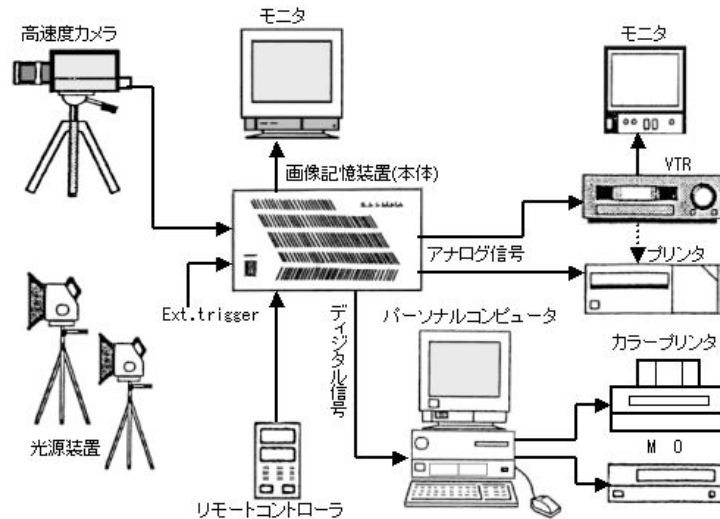 高速度カメラ
モニタ
モニタ
画像記憶装置(本体)
VTR
アナログ信号
プリンタ
Ext.trigger
ディジタル信号
パーソナルコンピュータ
カラープリンタ
光源装置
MO
リモートコントローラ